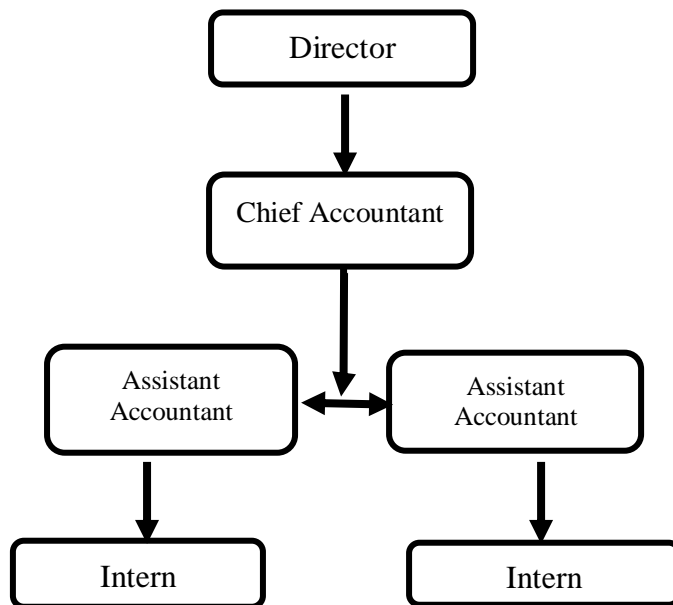 Director
Chief Accountant
Assistant
Accountant
Assistant
Accountant
Intern
Intern